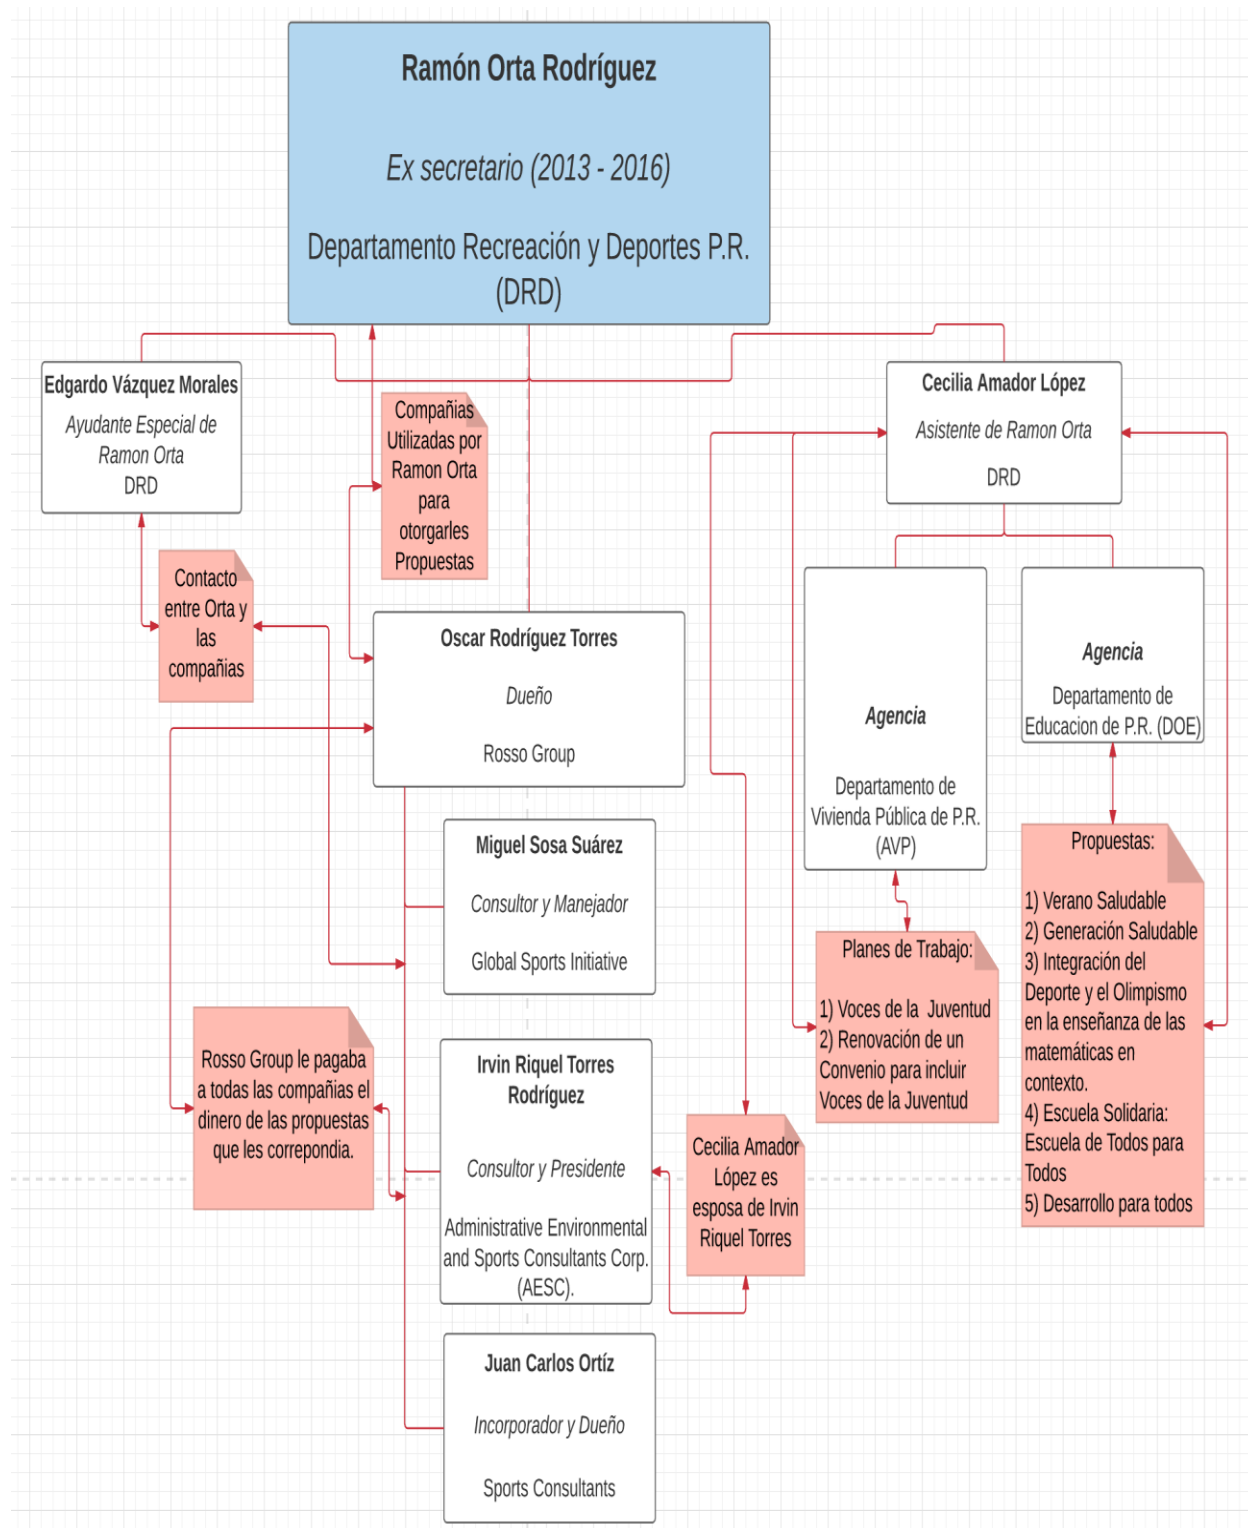 Ramón Orta Rodríguez
Ex secretario (2013 - 2016)
Departamento Recreación y Deportes P.R.
(DRD)
Edgardo Vázquez Morales
Ayudante Especial de
Ramon Orta
DRD
Compañias
Utilizadas por
Ramon Orta
para
otorgarles
Propuestas
Cecilia Amador López
Asistente de Ramon Orta
DRD
Contacto
entre Orta y
las
compañias
Oscar Rodríguez Torres
Dueño
Rosso Group
Agencia
Departamento de
Vivienda Pública de P.R.
(AVP)
Agencia
Departamento de
Educacion de P.R. (DOE)
Miguel Sosa Suárez
Consultor y Manejador
Global Sports Initiative
Planes de Trabajo:
1) Voces de la Juventud
2) Renovación de un
Convenio para incluir
Voces de la Juventud
Propuestas:
1) Verano Saludable
2) Generación Saludable
3) Integración del
Deporte y el Olimpismo
en la enseñanza de las
matemáticas en
contexto.
4) Escuela Solidaria:
Escuela de Todos para
Todos
5) Desarrollo para todos
Rosso Group le pagaba
a todas las compañias el
dinero de las propuestas
que les correpondia.
Irvin Riquel Torres
Rodríguez
Consultor y Presidente
Administrative Environmental
and Sports Consultants Corp.
(AESC).
Cecilia Amador
López es
esposa de Irvin
Riquel Torres
Juan Carlos Ortíz
Incorporador y Dueño
Sports Consultants